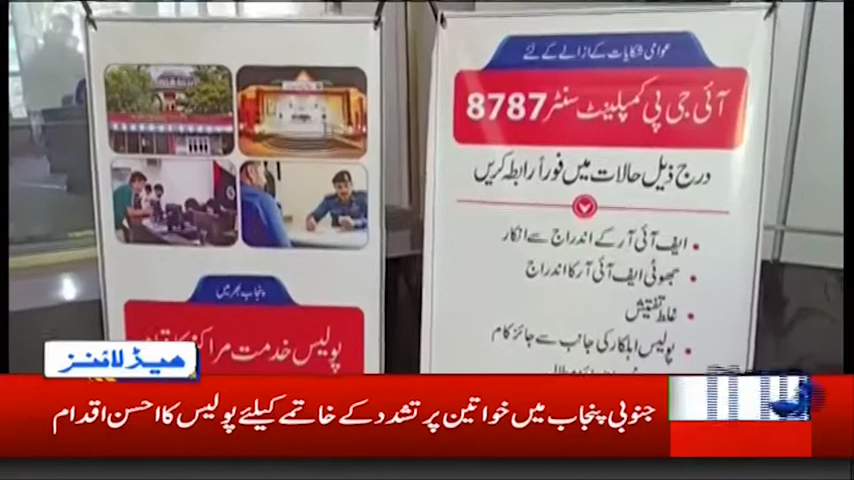 عوامی شکایات کے ازالے کے لئے
آئی جی پی کمپلینٹ سنٹر 8787
درج ذیل حالات میں فوراً رابطہ کریں
ایف آئی آر کے اندراج سے انکار
جھوٹی ایف آئی آر کا اندراج
غلط تفتیش
پولیس اہلکار کی جانب سے جائز کام
پنجاب بھر میں
پولیس خدمت مراکز کا
ھیڈلائنز
جنوبی پنجاب میں خواتین پر تشدد کے خاتمے کیلئے پولیس کا احسن اقدام